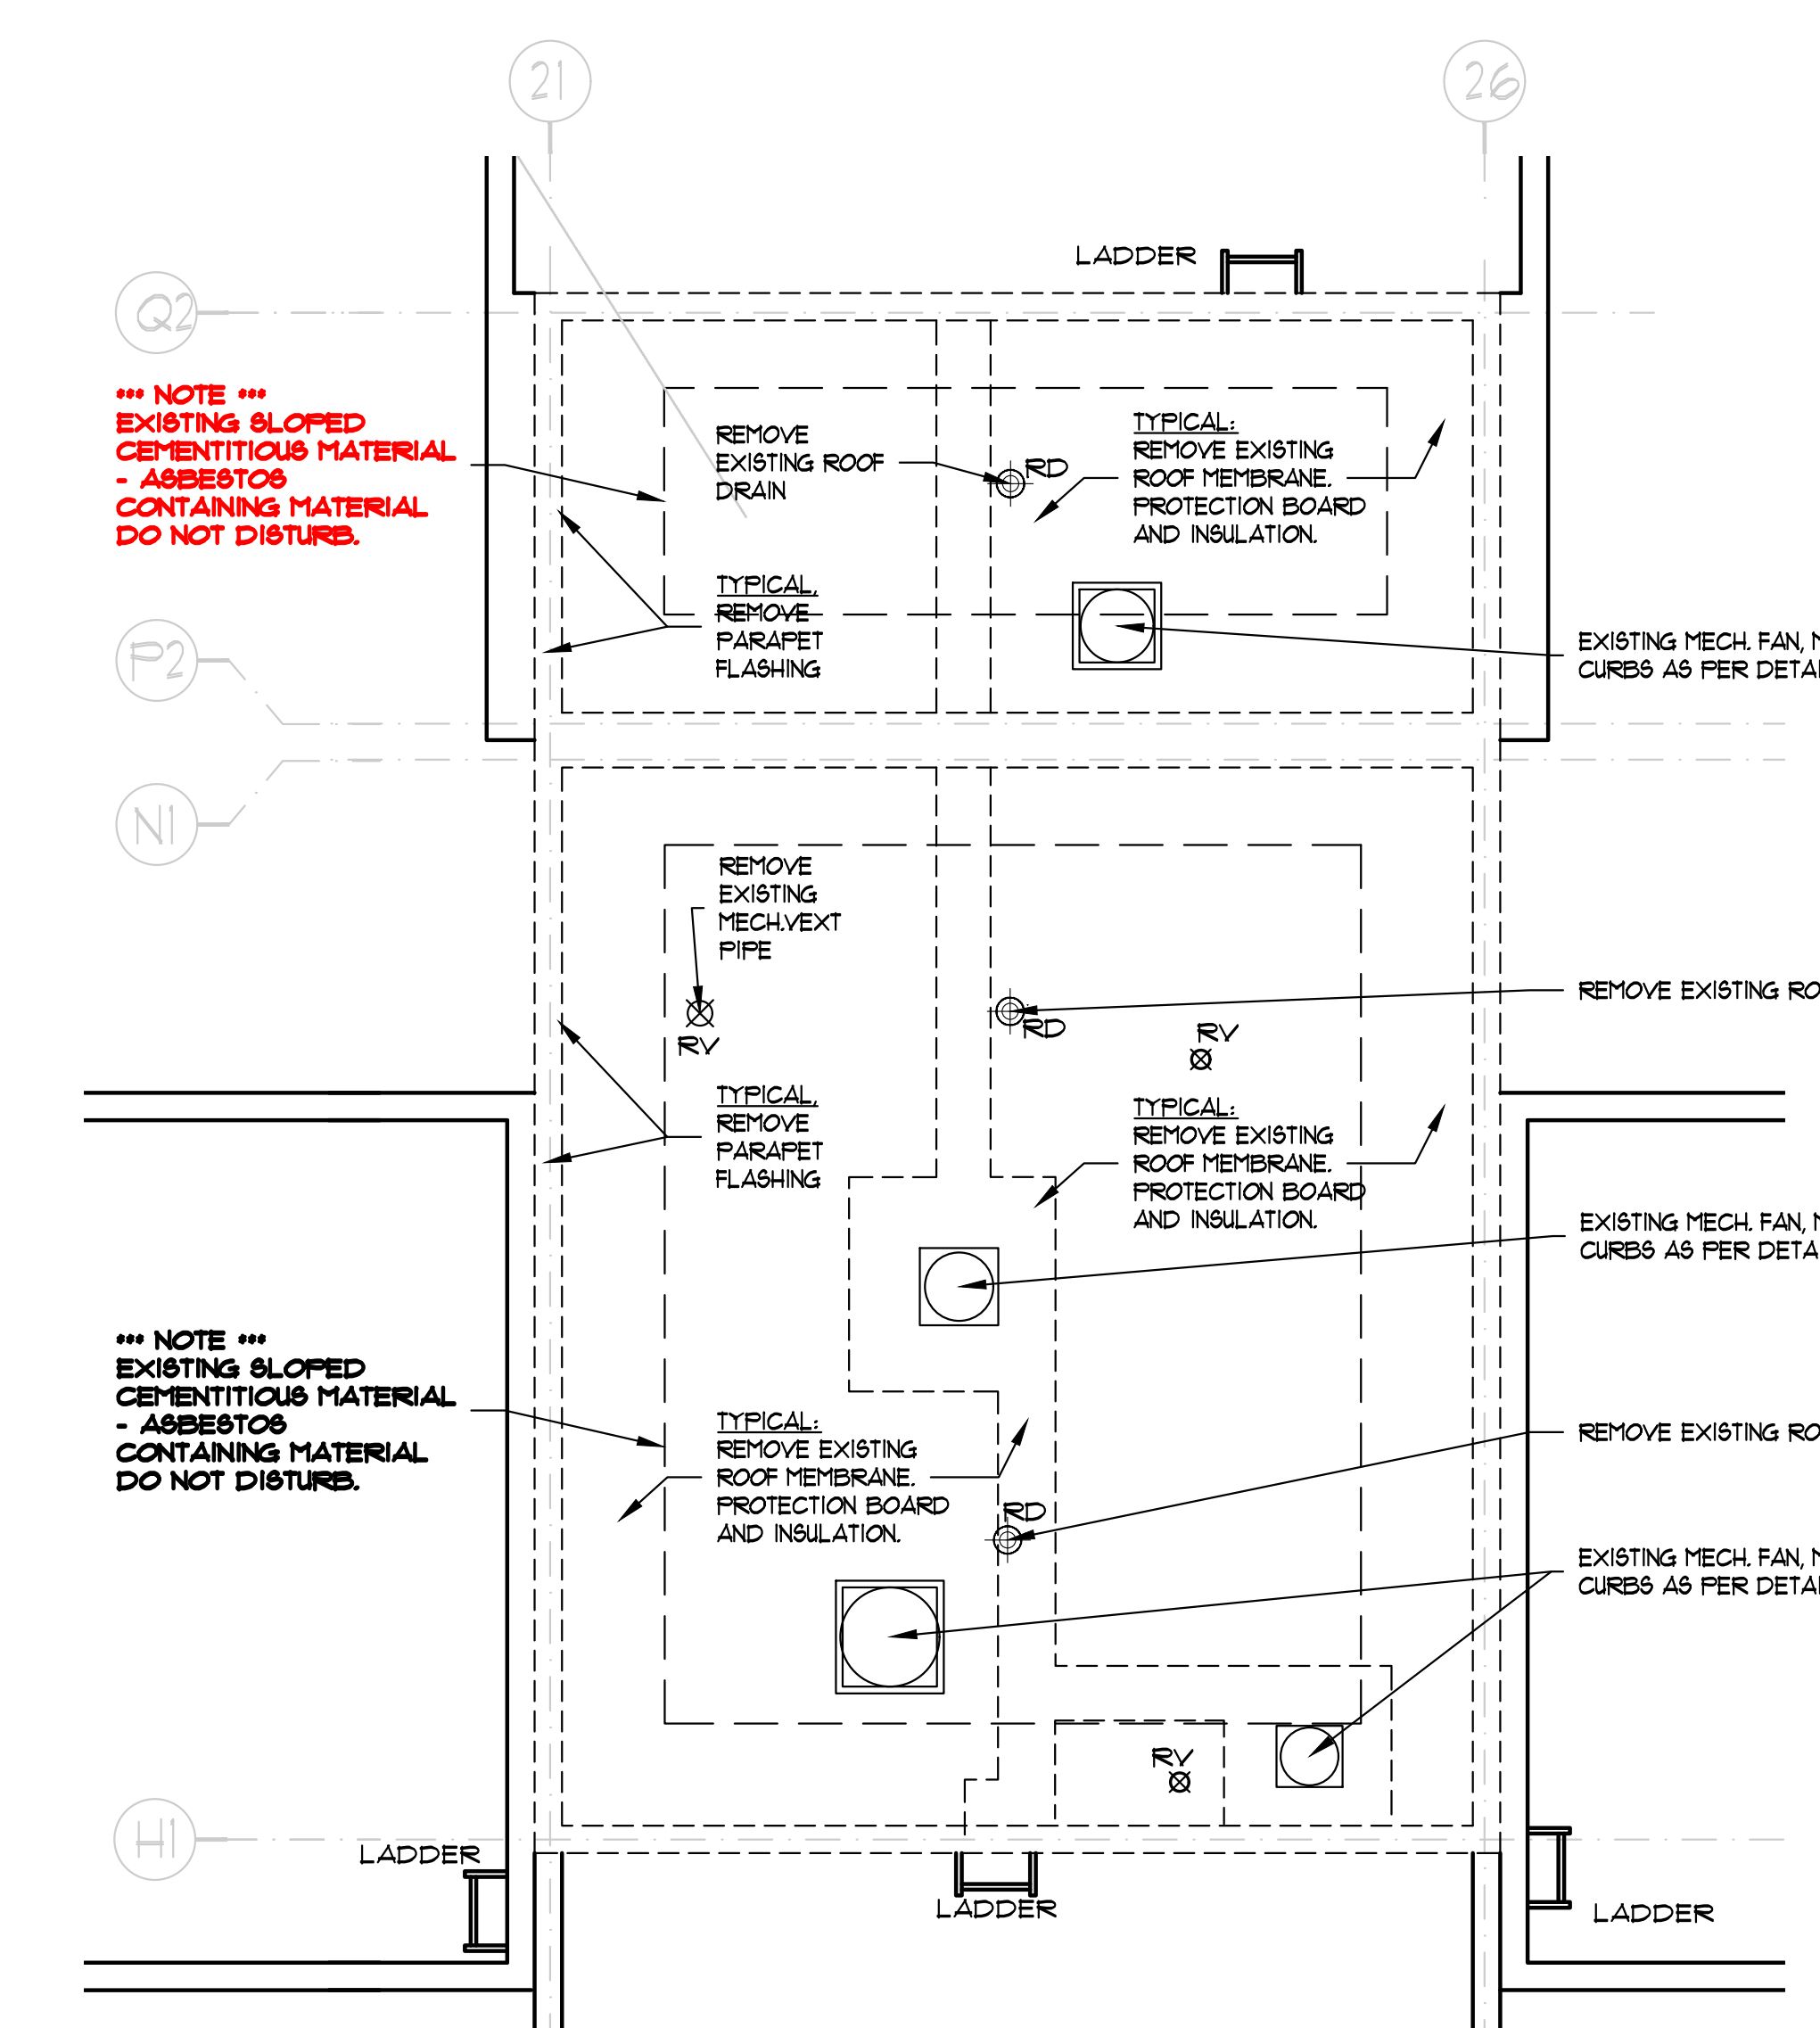 21
26
LADDER
Q2
*** NOTE ***
EXISTING SLOPED
CEMENTITIOUS MATERIAL
- ASBESTOS
CONTAINING MATERIAL
DO NOT DISTURB.
REMOVE
EXISTING ROOF
DRAIN
RD
TYPICAL:
REMOVE EXISTING
ROOF MEMBRANE.
PROTECTION BOARD
AND INSULATION.
TYPICAL,
REMOVE
PARAPET
FLASHING
EXISTING MECH. FAN,
CURBS AS PER
P2
N1
REMOVE
EXISTING
MECH.VEXT
PIPE
RV
RD
RV
REMOVE EXISTING
TYPICAL,
REMOVE
PARAPET
FLASHING
TYPICAL:
REMOVE EXISTING
ROOF MEMBRANE.
PROTECTION BOARD
AND INSULATION.
EXISTING MECH. FAN,
CURBS AS PER
*** NOTE ***
EXISTING SLOPED
CEMENTITIOUS MATERIAL
- ASBESTOS
CONTAINING MATERIAL
DO NOT DISTURB.
TYPICAL:
REMOVE EXISTING
ROOF MEMBRANE.
PROTECTION BOARD
AND INSULATION.
RD
REMOVE EXISTING
EXISTING MECH. FAN,
CURBS AS PER
RV
H1
LADDER
LADDER
LADDER